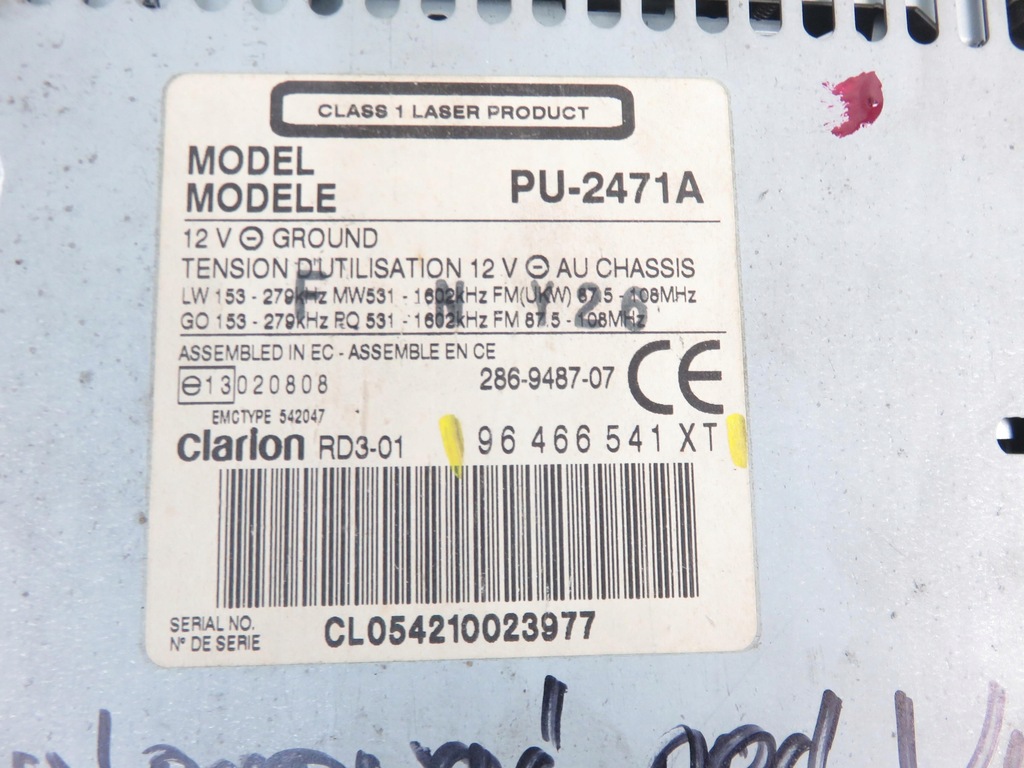 CLASS 1 LASER PRODUCT
MODEL
MODELE
PU-2471A
12 V ⊖ GROUND
TENSION D'UTILISATION 12 V ⊖ AU CHASSIS
LW 153 - 279kHz MW531 - 1602kHz FM(UKW) 87.5 - 108MHz
GO 153 - 279kHz PO 531 - 1602kHz FM 87.5 - 108MHz
F N Y26
ASSEMBLED IN EC - ASSEMBLE EN CE
e13 020808
286-9487-07
CE
EMCTYPE 542047
Clarion RD3-01
96 466 541 XT
SERIAL NO.
N° DE SERIE
CL054210023977